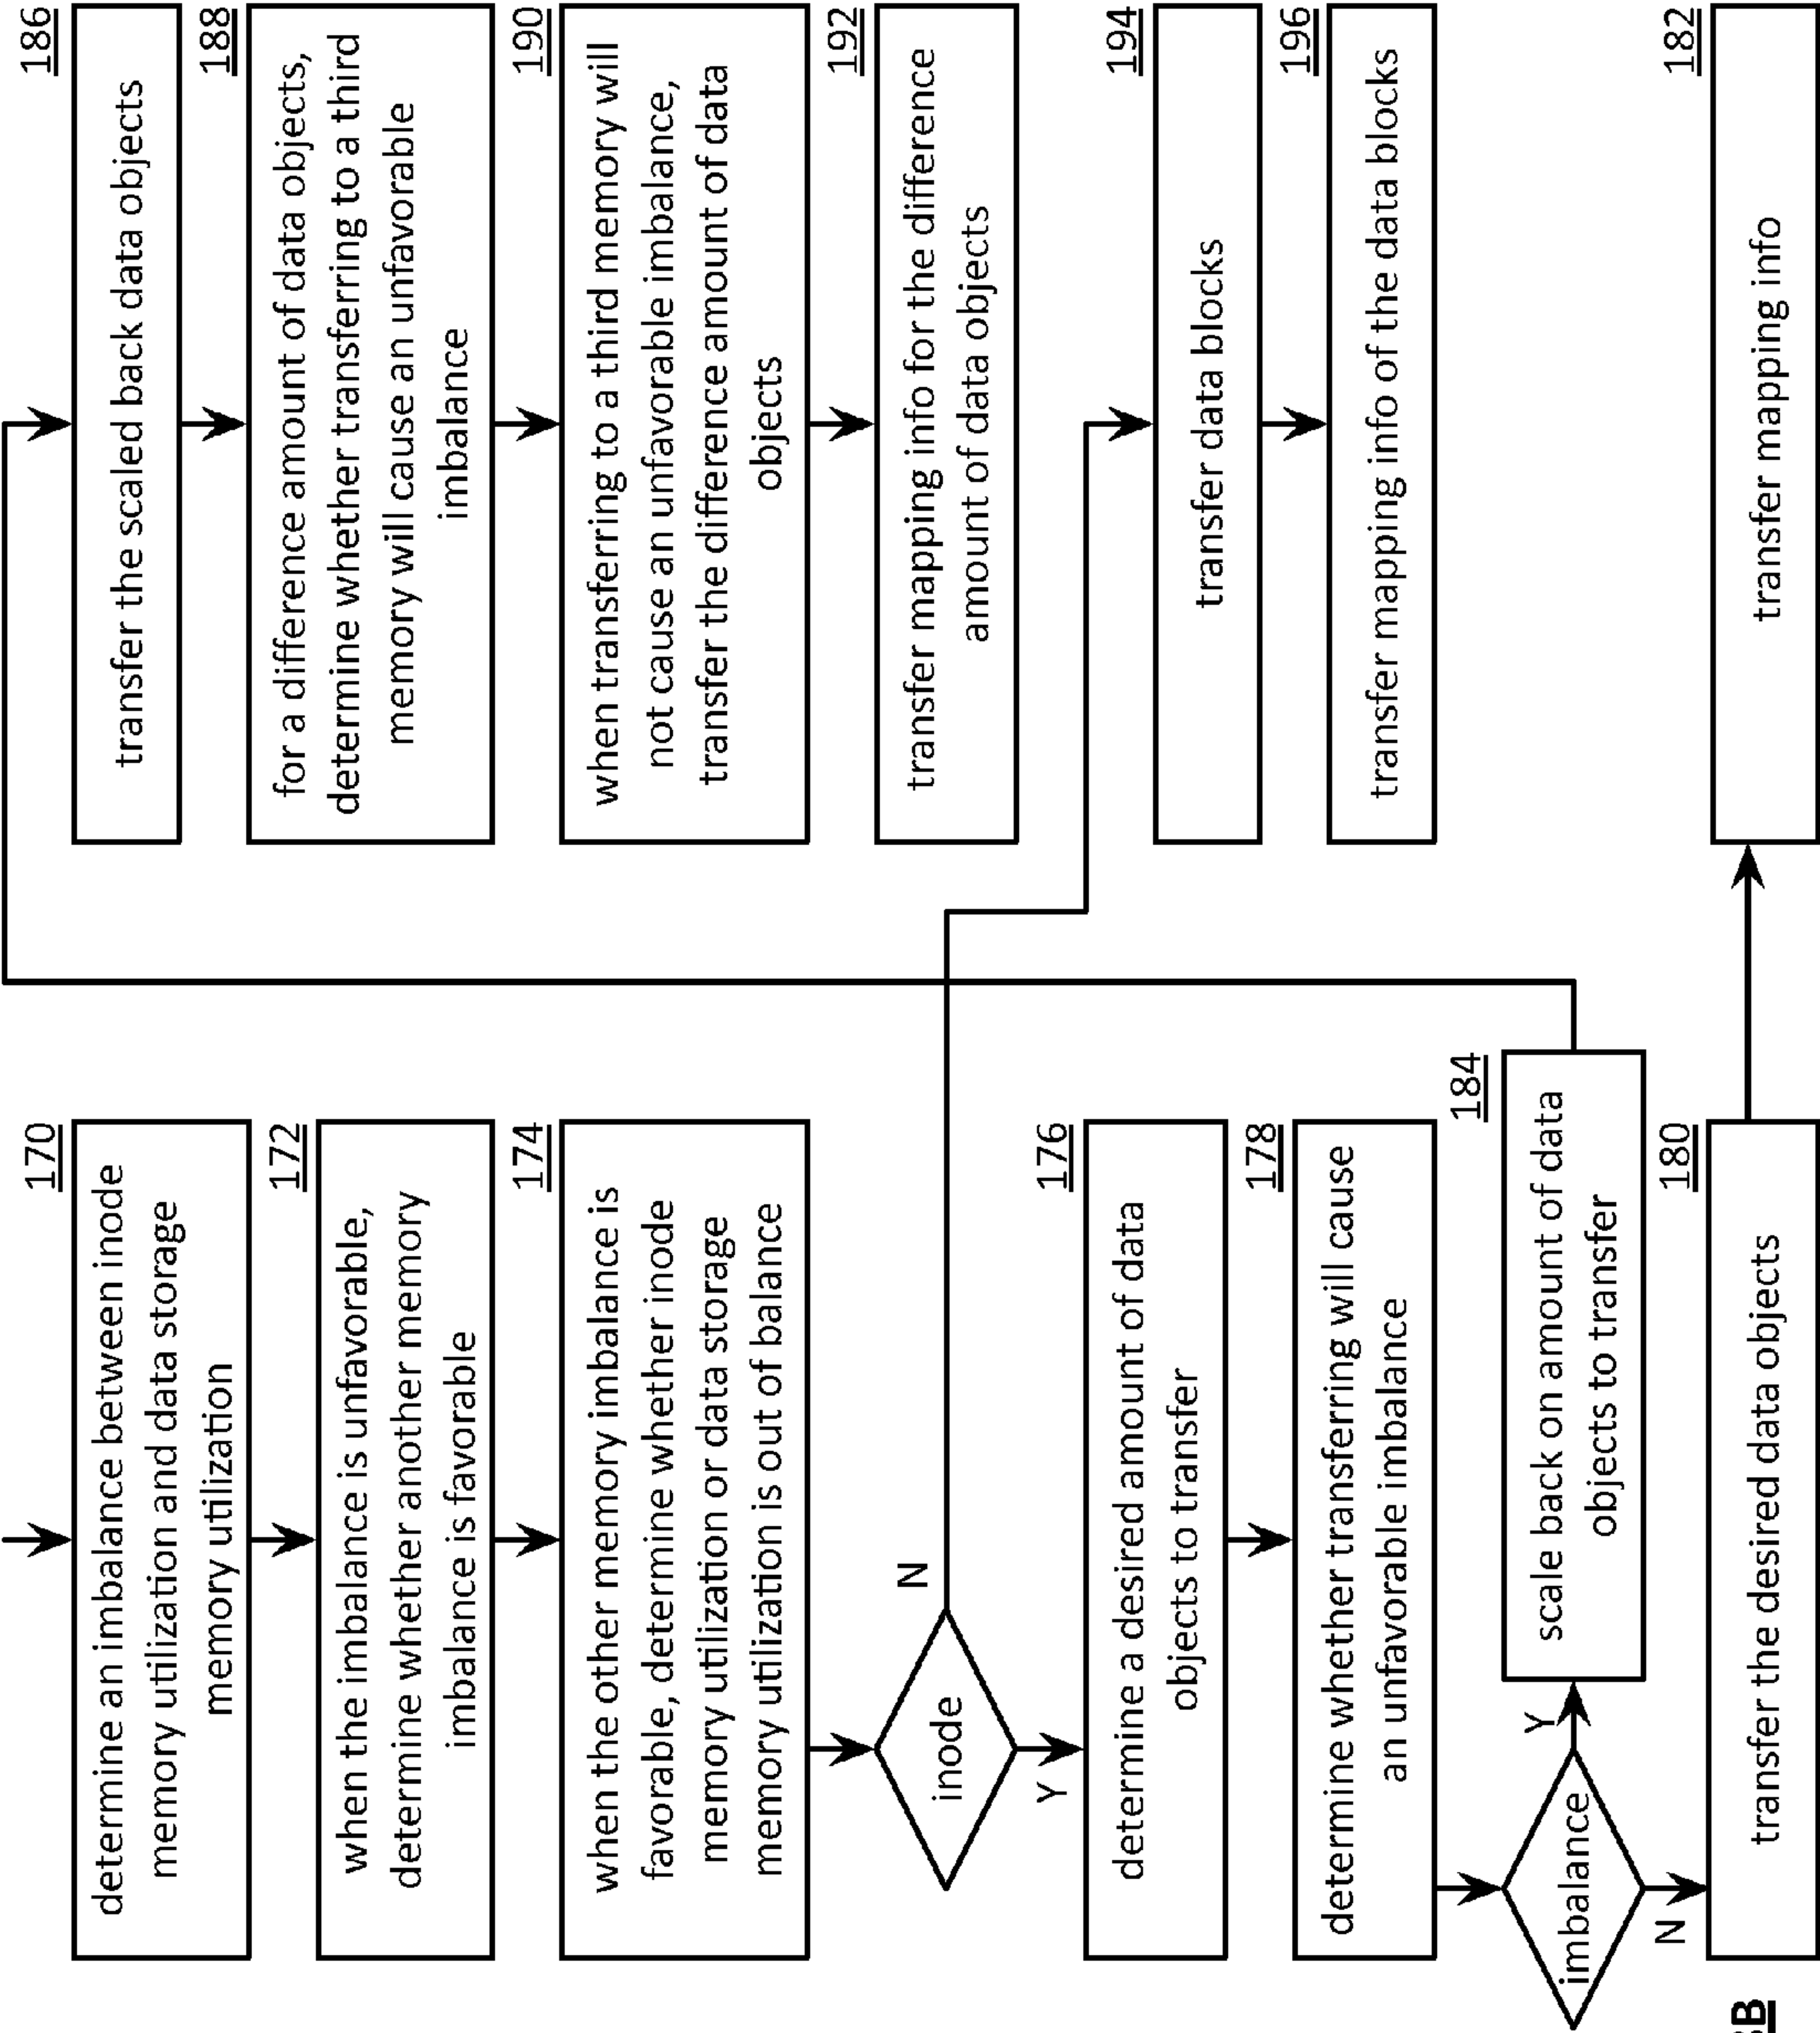 170
determine an imbalance between inode
memory utilization and data storage
memory utilization
172
when the imbalance is unfavorable,
determine whether another memory
imbalance is favorable
174
when the other memory imbalance is
favorable, determine whether inode
memory utilization or data storage
memory utilization is out of balance
inode
N
Y
176
determine a desired amount of data
objects to transfer
178
determine whether transferring will cause
an unfavorable imbalance
imbalance
Y
N
184
scale back on amount of data
objects to transfer
180
transfer the desired data objects
186
transfer the scaled back data objects
188
for a difference amount of data objects,
determine whether transferring to a third
memory will cause an unfavorable
imbalance
190
when transferring to a third memory will
not cause an unfavorable imbalance,
transfer the difference amount of data
objects
192
transfer mapping info for the difference
amount of data objects
194
transfer data blocks
196
transfer mapping info of the data blocks
182
transfer mapping info